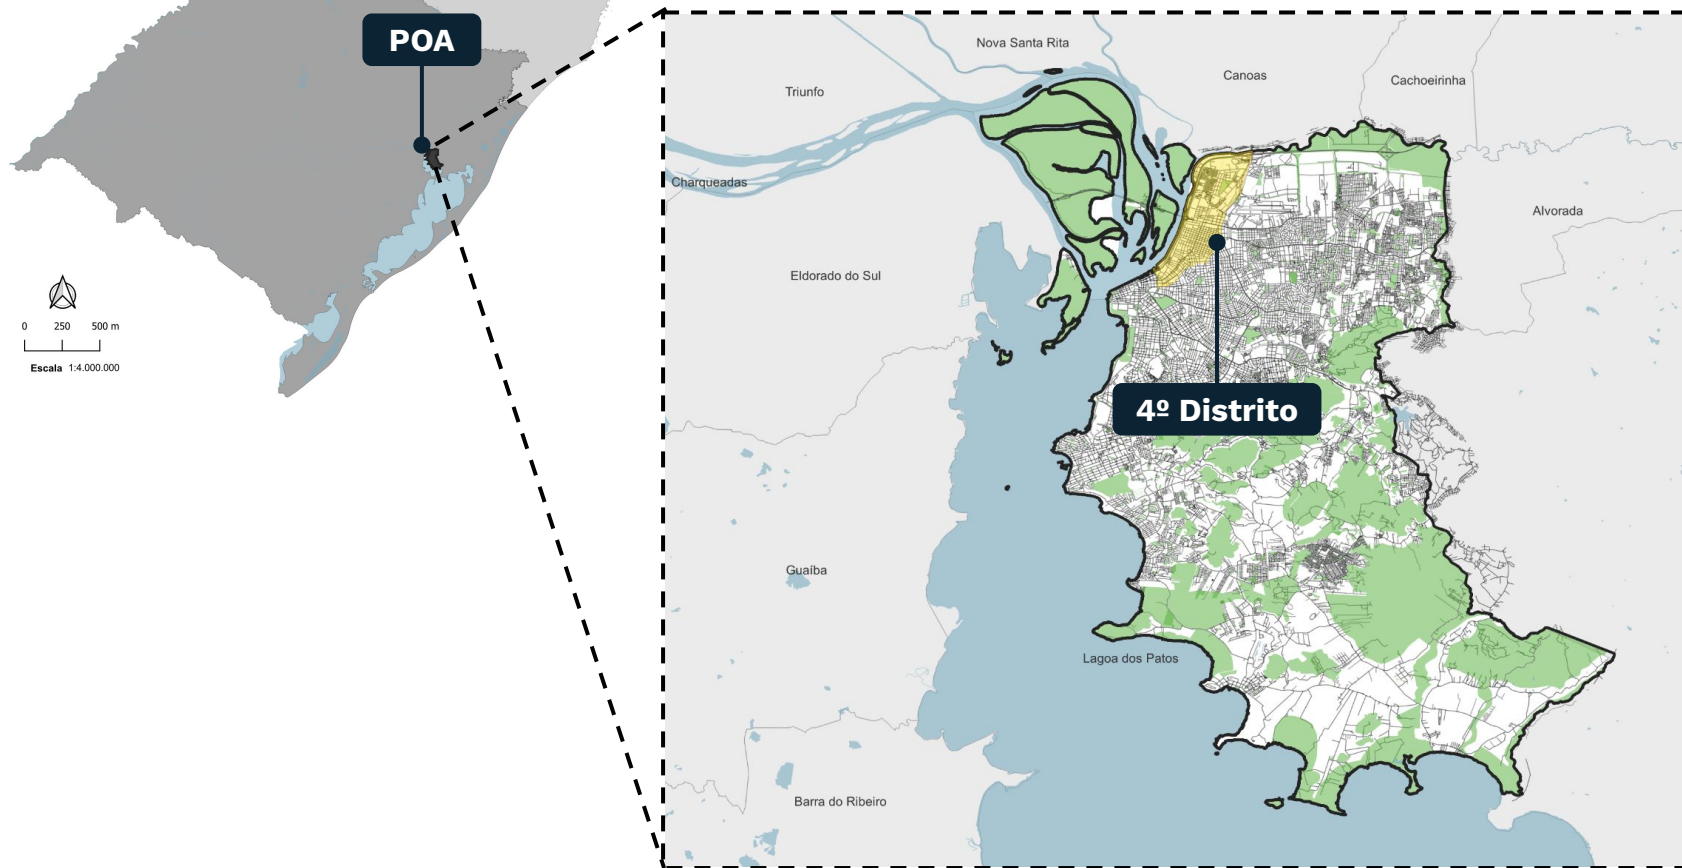 POA
0 250 500 m
Escala 1:4.000.000
Nova Santa Rita
Canoas
Cachoeirinha
Triunfo
Charqueadas
Alvorada
Eldorado do Sul
4º Distrito
Guaíba
Lagoa dos Patos
Barra do Ribeiro